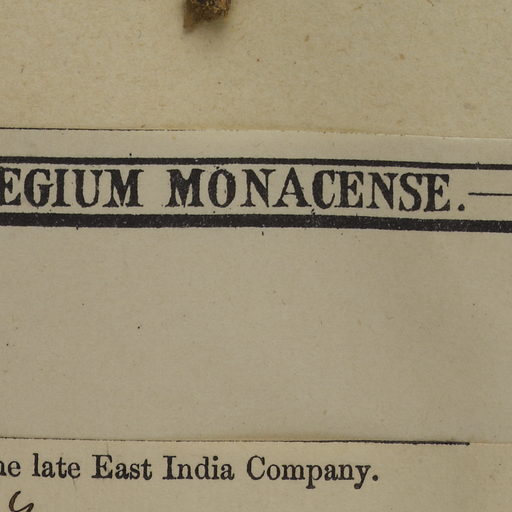 EGIUM MONACENSE.
he late East India Company.